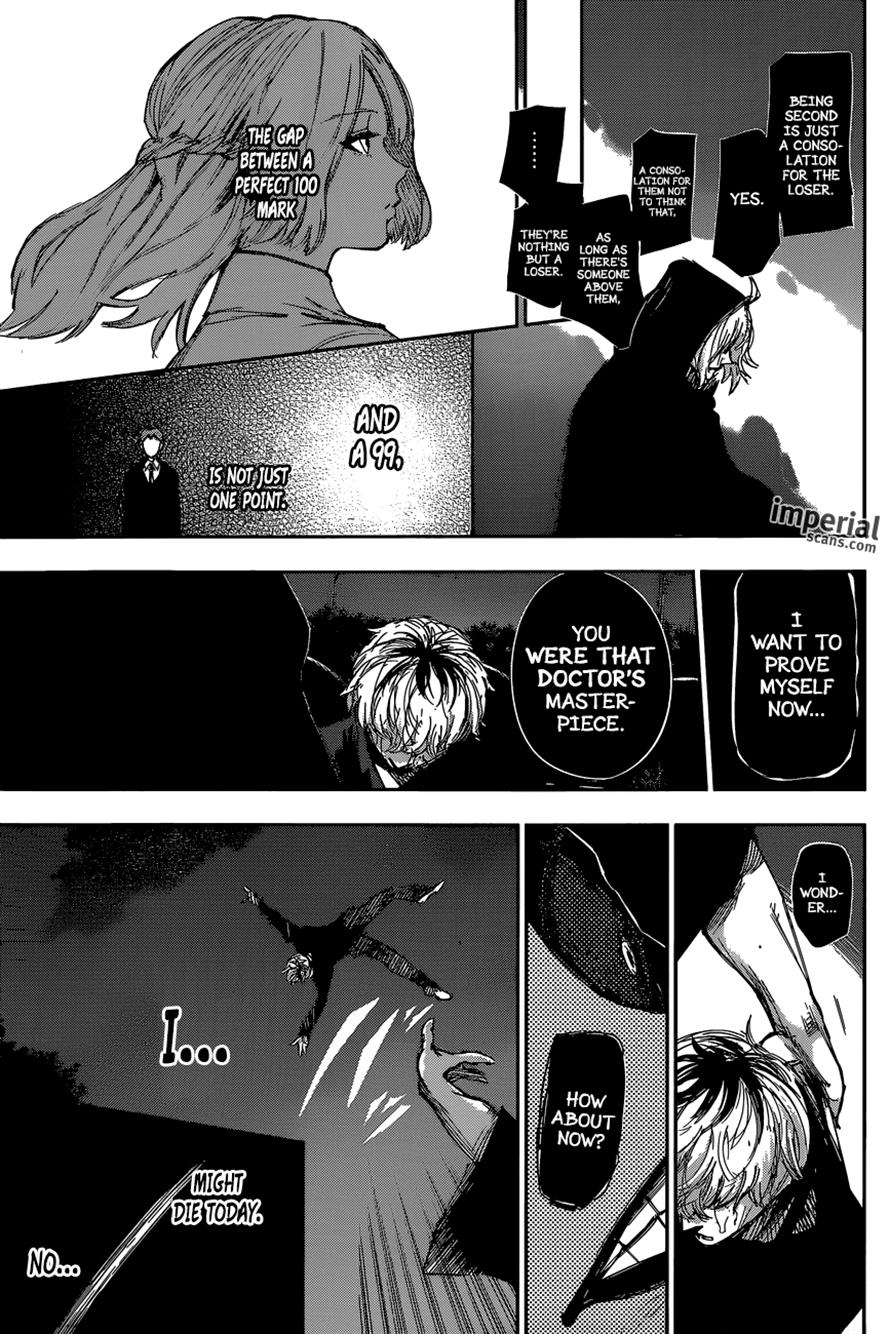 BEING
SECOND
IS JUST
A CONSO-
LATION
FOR THE
LOSER.
YES.
A CONSO-
LATION FOR
THEM NOT
TO THINK
THAT,
AS
LONG AS
THERE'S
SOMEONE
ABOVE
THEM,
THEY'RE
NOTHING
BUT A
LOSER.
......
THE GAP
BETWEEN A
PERFECT 100
MARK
AND
A 99,
IS NOT JUST
ONE POINT.
imperial
scans.com
I
WANT TO
PROVE
MYSELF
NOW...
YOU
WERE THAT
DOCTOR'S
MASTER-
PIECE.
I
WOND-
ER...
HOW
ABOUT
NOW?
I...
MIGHT
DIE TODAY.
NO...